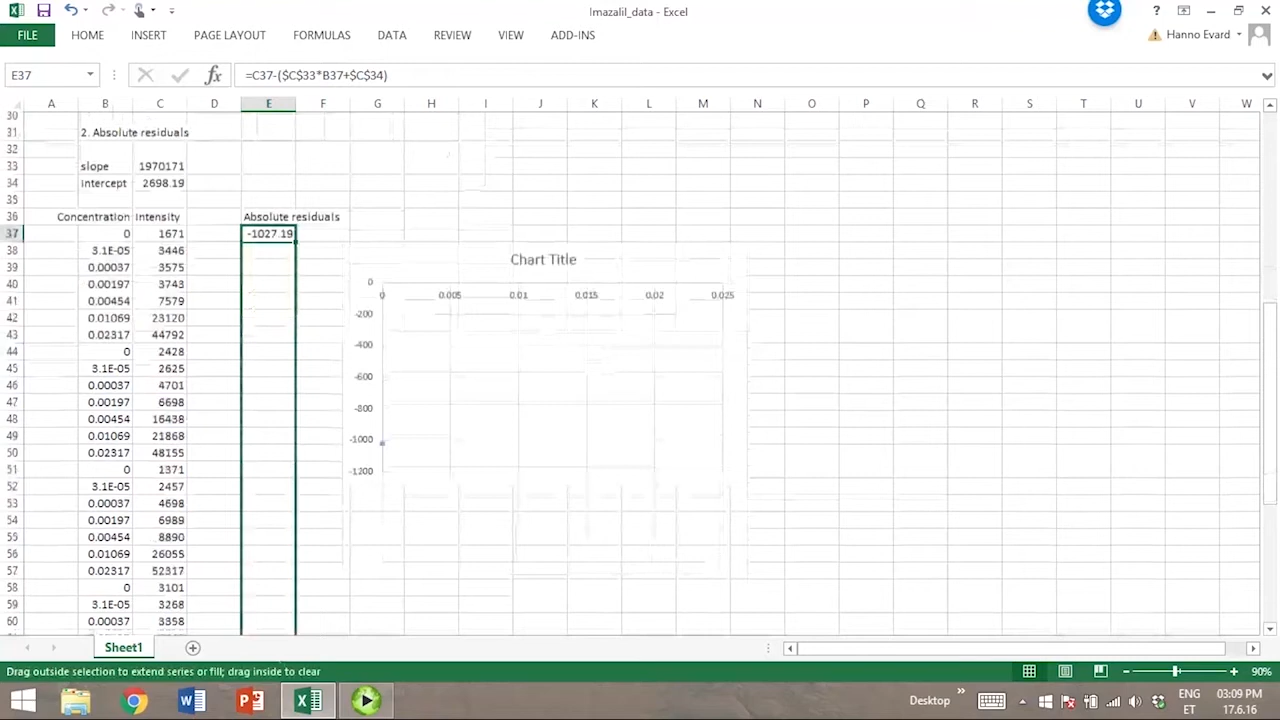 Imazalil_data - Excel
?
FILE HOME INSERT PAGE LAYOUT FORMULAS DATA REVIEW VIEW ADD-INS
Hanno Evard
E37 fx =C37-($C$33*B37+$C$34)
A B C D E F G H I J K L M N O P Q R S T U V W
30
31 2. Absolute residuals
32
33 slope 1970171
34 intercept 2698.19
35
36 Concentration Intensity Absolute residuals
37 0 1671 -1027.19
38 3.1E-05 3446
39 0.00037 3575
40 0.00197 3743
41 0.00454 7579
42 0.01069 23120
43 0.02317 44792
44 0 2428
45 3.1E-05 2625
46 0.00037 4701
47 0.00197 6698
48 0.00454 16438
49 0.01069 21868
50 0.02317 48155
51 0 1371
52 3.1E-05 2457
53 0.00037 4698
54 0.00197 6989
55 0.00454 8890
56 0.01069 26055
57 0.02317 52317
58 0 3101
59 3.1E-05 3268
60 0.00037 3358
Chart Title
0
0 0.005 0.01 0.015 0.02 0.025
-200
-400
-600
-800
-1000
-1200
Sheet1
Drag outside selection to extend series or fill; drag inside to clear
90%
Desktop
ENG 03:09 PM
ET 17.6.16